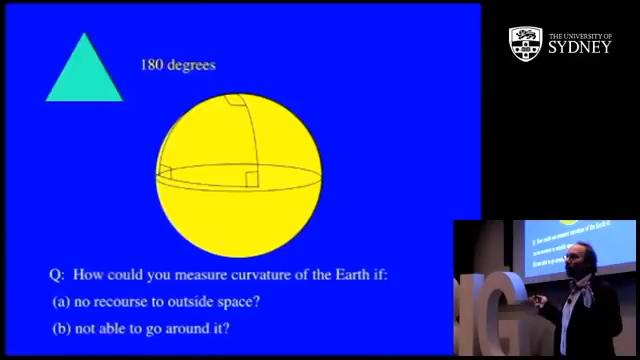 THE UNIVERSITY OF
SYDNEY
180 degrees
Q: How could you measure curvature of the Earth if:
(a) no recourse to outside space?
(b) not able to go around it?